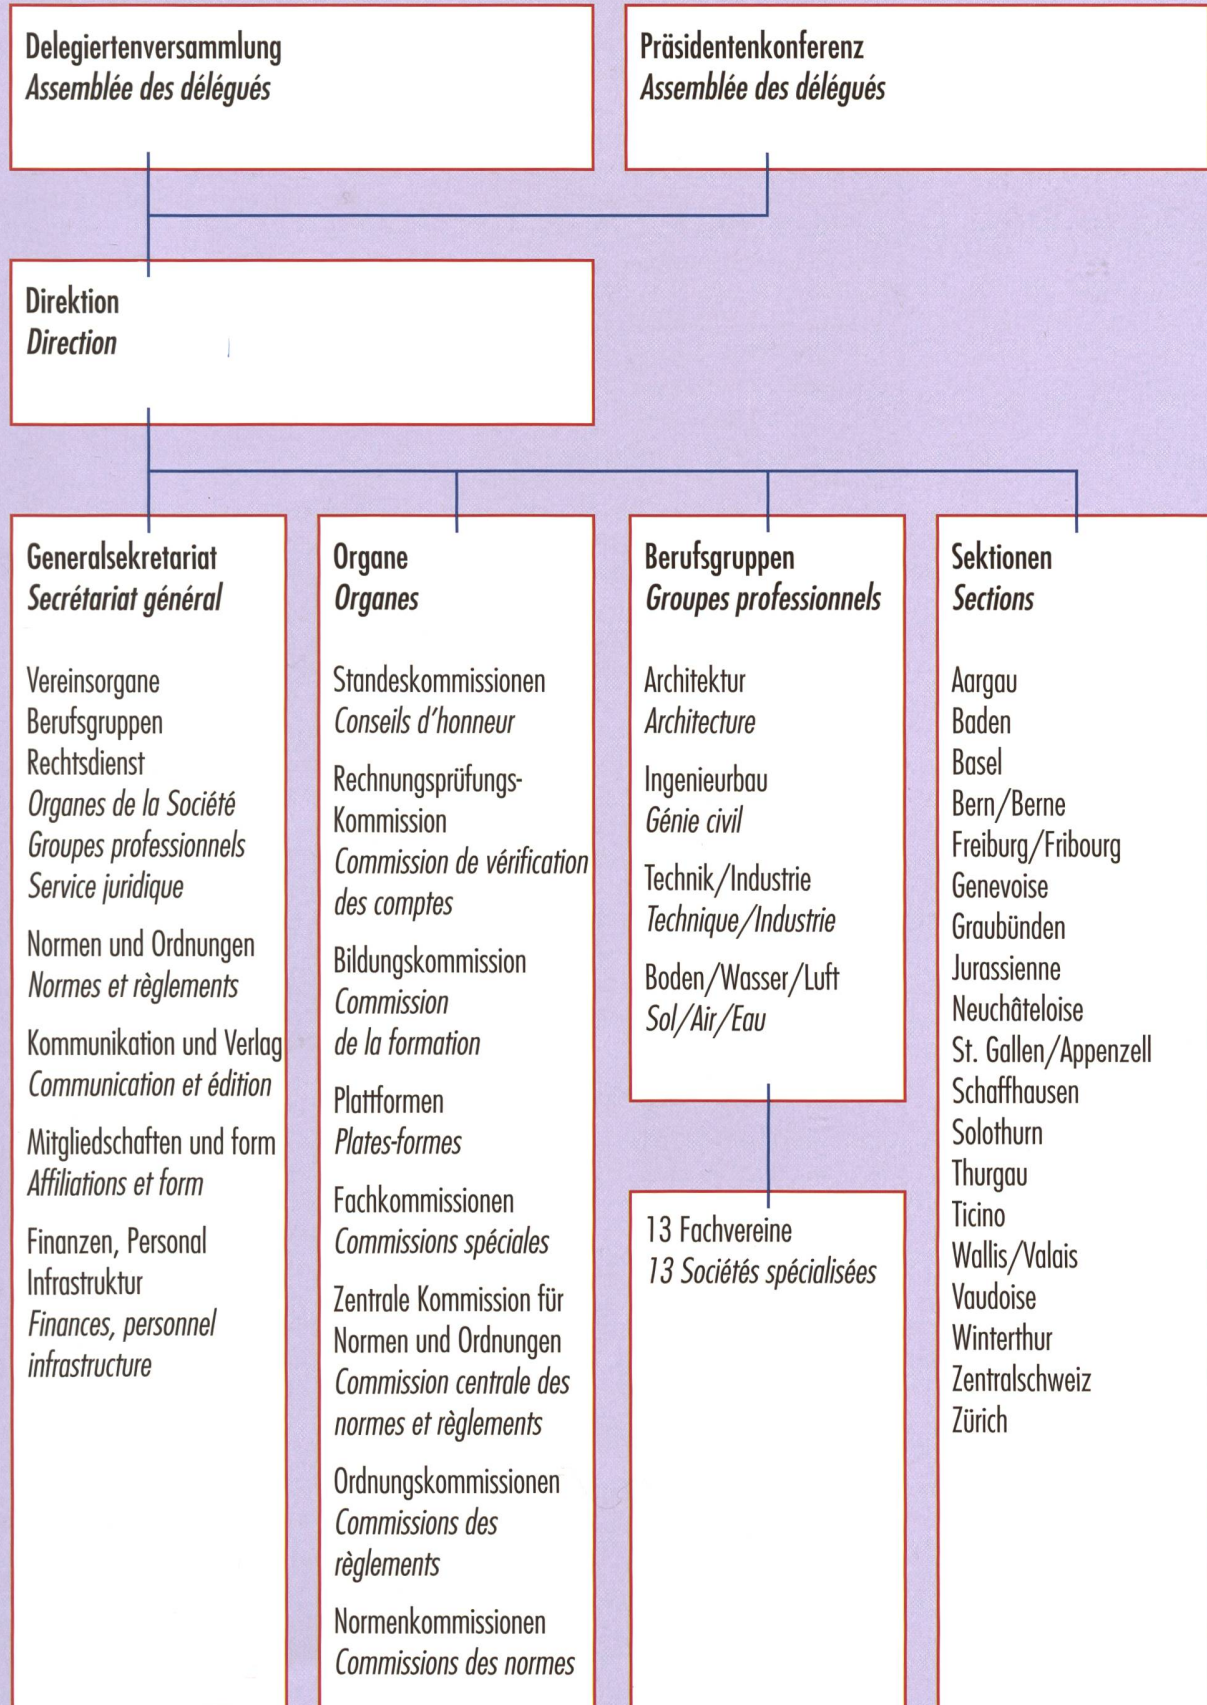 Delegiertenversammlung
Assemblée des délégués
Präsidentenkonferenz
Assemblée des délégués
Direktion
Direction
Generalsekretariat
Secrétariat général
Vereinsorgane
Berufsgruppen
Rechtsdienst
Organes de la Société
Groupes professionnels
Service juridique
Normen und Ordnungen
Normes et règlements
Kommunikation und Verlag
Communication et édition
Mitgliedschaften und form
Affiliations et form
Finanzen, Personal
Infrastruktur
Finances, personnel
infrastructure
Organe
Organes
Standeskommissionen
Conseils d'honneur
Rechnungsprüfungs-
Kommission
Commission de vérification
des comptes
Bildungskommission
Commission
de la formation
Plattformen
Plates-formes
Fachkommissionen
Commissions spéciales
Zentrale Kommission für
Normen und Ordnungen
Commission centrale des
normes et règlements
Ordnungskommissionen
Commissions des
règlements
Normenkommissionen
Commissions des normes
Berufsgruppen
Groupes professionnels
Architektur
Architecture
Ingenieurbau
Génie civil
Technik/Industrie
Technique/Industrie
Boden/Wasser/Luft
Sol/Air/Eau
13 Fachvereine
13 Sociétés spécialisées
Sektionen
Sections
Aargau
Baden
Basel
Bern/Berne
Freiburg/Fribourg
Genevoise
Graubünden
Jurassienne
Neuchâteloise
St. Gallen/Appenzell
Schaffhausen
Solothurn
Thurgau
Ticino
Wallis/Valais
Vaudoise
Winterthur
Zentralschweiz
Zürich